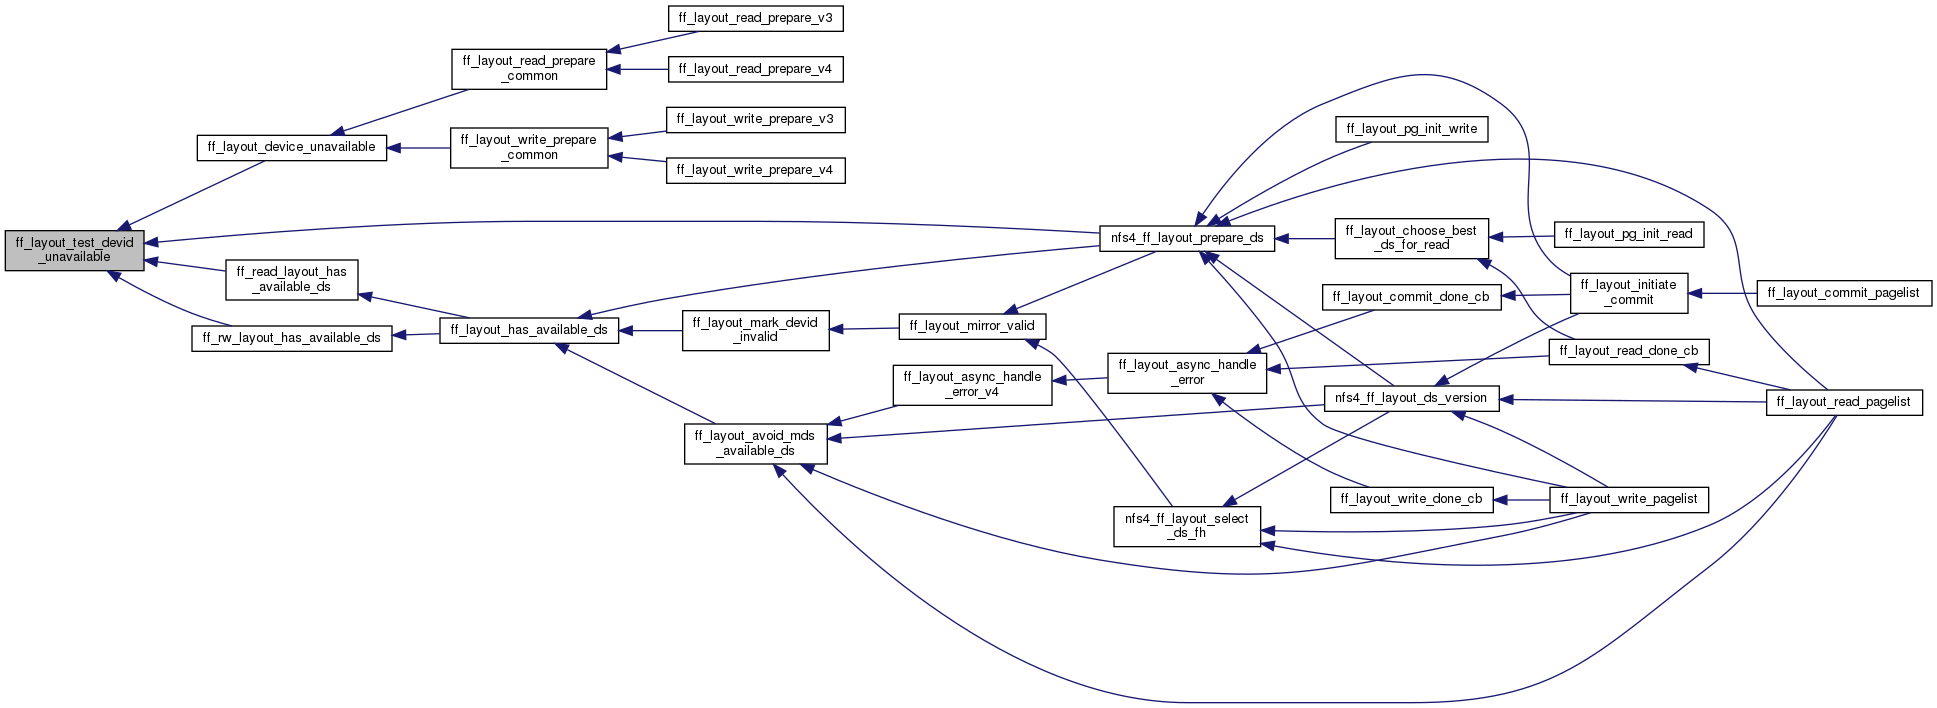 ff_layout_read_prepare_v3
ff_layout_read_prepare
_common
ff_layout_read_prepare_v4
ff_layout_write_prepare_v3
ff_layout_pg_init_write
ff_layout_device_unavailable
ff_layout_write_prepare
_common
ff_layout_write_prepare_v4
ff_layout_test_devid
_unavailable
nfs4_ff_layout_prepare_ds
ff_layout_choose_best
_ds_for_read
ff_layout_pg_init_read
ff_read_layout_has
_available_ds
ff_layout_commit_done_cb
ff_layout_initiate
_commit
ff_layout_commit_pagelist
ff_rw_layout_has_available_ds
ff_layout_has_available_ds
ff_layout_mark_devid
_invalid
ff_layout_mirror_valid
ff_layout_read_done_cb
ff_layout_async_handle
_error
ff_layout_async_handle
_error_v4
nfs4_ff_layout_ds_version
ff_layout_read_pagelist
ff_layout_avoid_mds
_available_ds
ff_layout_write_done_cb
ff_layout_write_pagelist
nfs4_ff_layout_select
_ds_fh